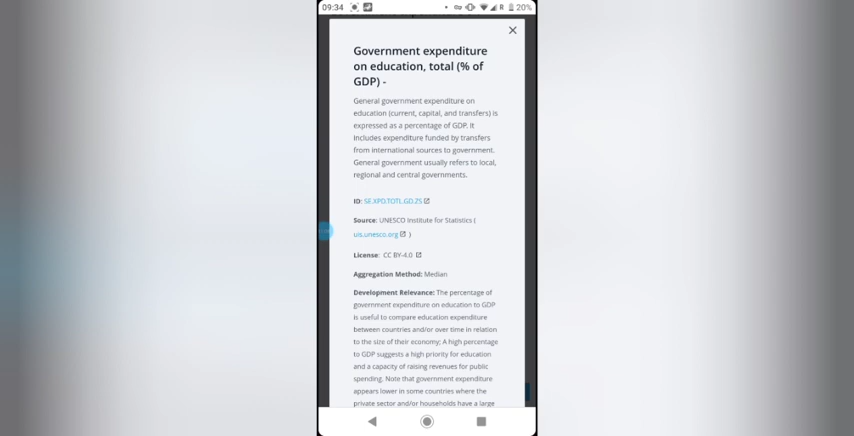 09:34 R 20%
Government expenditure
on education, total (% of
GDP) -
General government expenditure on
education (current, capital, and transfers) is
expressed as a percentage of GDP. It
includes expenditure funded by transfers
from international sources to government.
General government usually refers to local,
regional and central governments.
ID: SE.XPD.TOTL.GD.ZS
Source: UNESCO Institute for Statistics (
uis.unesco.org )
License: CC BY-4.0
Aggregation Method: Median
Development Relevance: The percentage of
government expenditure on education to GDP
is useful to compare education expenditure
between countries and/or over time in relation
to the size of their economy; A high percentage
to GDP suggests a high priority for education
and a capacity of raising revenues for public
spending. Note that government expenditure
appears lower in some countries where the
private sector and/or households have a large